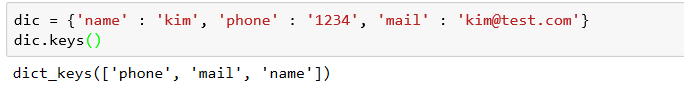 dic = {'name' : 'kim', 'phone' : '1234', 'mail' : 'kim@test.com'}
dic.keys()
dict_keys(['phone', 'mail', 'name'])